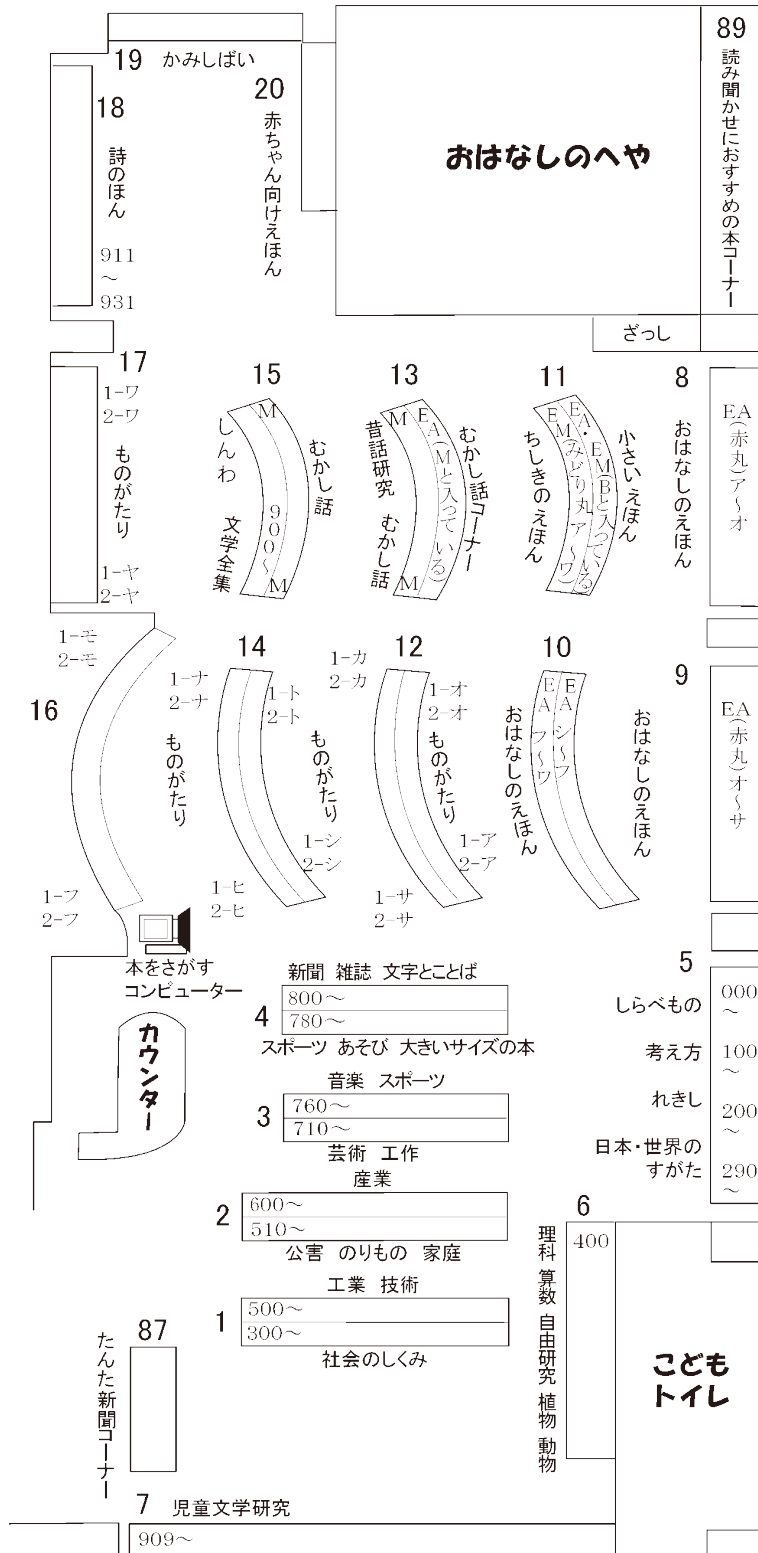 19 かみしばい
20
赤ちゃん向けえほん
18
詩のほん
911
～
931
おはなしのへや
89
読み聞かせにおすすめの本コーナー
ざっし
17
1-ワ
2-ワ
ものがたり
1-ヤ
2-ヤ
15
しんわ 文学全集
M
900～
M
むかし話
13
昔話研究 むかし話
M
M
EA(Mと入っている)
むかし話コーナー
11
ちしきのえほん
EM(みどり丸 ア～ワ)
EA・EM(Bと入っている)
小さいえほん
8
おはなしのえほん
EA(赤丸)ア～オ
1-モ
2-モ
16
ものがたり
1-フ
2-フ
14
1-ナ
2-ナ
1-ト
2-ト
ものがたり
1-シ
2-シ
1-ヒ
2-ヒ
12
1-カ
2-カ
1-オ
2-オ
ものがたり
1-ア
2-ア
1-サ
2-サ
10
おはなしのえほん
EA フ～ワ
EA シ～フ
おはなしのえほん
9
EA(赤丸)オ～サ
本をさがす
コンピューター
カウンター
新聞 雑誌 文字とことば
4
800～
780～
スポーツ あそび 大きいサイズの本
音楽 スポーツ
3
760～
710～
芸術 工作
産業
2
600～
510～
公害 のりもの 家庭
工業 技術
1
500～
300～
社会のしくみ
5
しらべもの
000
～
考え方
100
～
れきし
200
～
日本・世界の
すがた
290
～
6
理科 算数 自由研究 植物 動物
400
こども
トイレ
87
たんた新聞コーナー
7 児童文学研究
909～